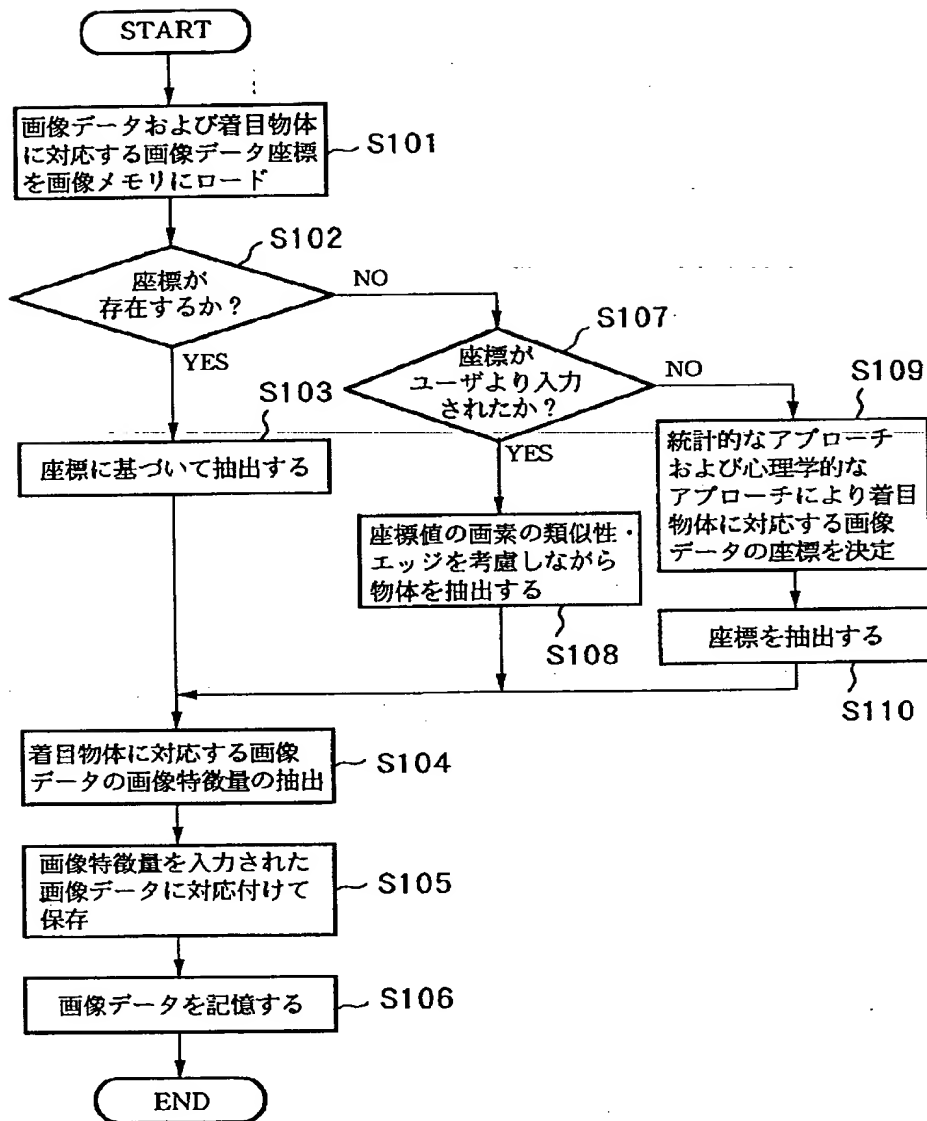 START
画像データおよび着目物体
に対応する画像データ座標
を画像メモリにロード
S101
S102
座標が
存在するか？
NO
YES
S107
座標が
ユーザより入力
されたか？
NO
YES
S103
座標に基づいて抽出する
S109
統計的なアプローチ
および心理学的な
アプローチにより着目
物体に対応する画像
データの座標を決定
座標値の画素の類似性・
エッジを考慮しながら
物体を抽出する
S108
座標を抽出する
S110
着目物体に対応する画像
データの画像特徴量の抽出
S104
画像特徴量を入力された
画像データに対応付けて
保存
S105
画像データを記憶する
S106
END